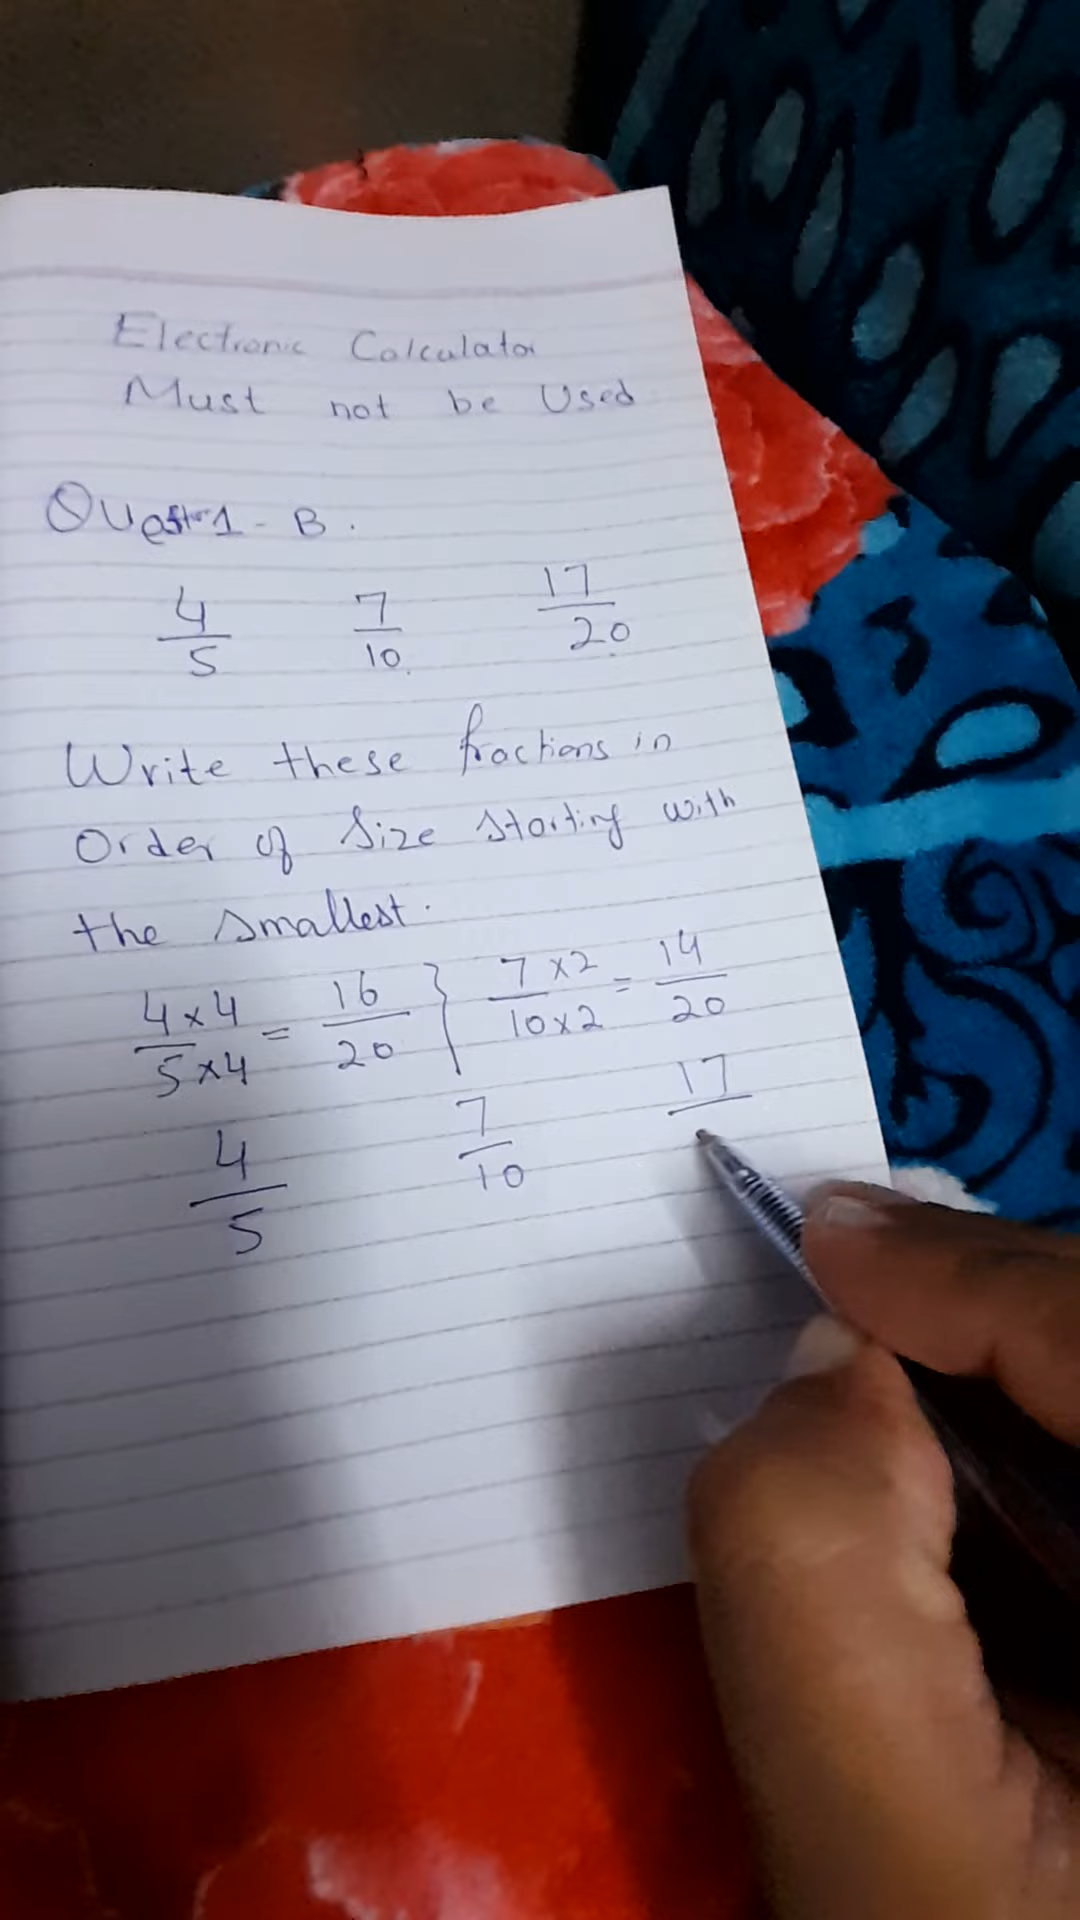 Electronic Calculator
Must not be Used
Quest-1 - B.
4/5 7/10 17/20
Write these fractions in
Order of Size starting with
the smallest.
4×4/5×4 = 16/20 } 7×2/10×2 = 14/20
4/5 7/10 17/